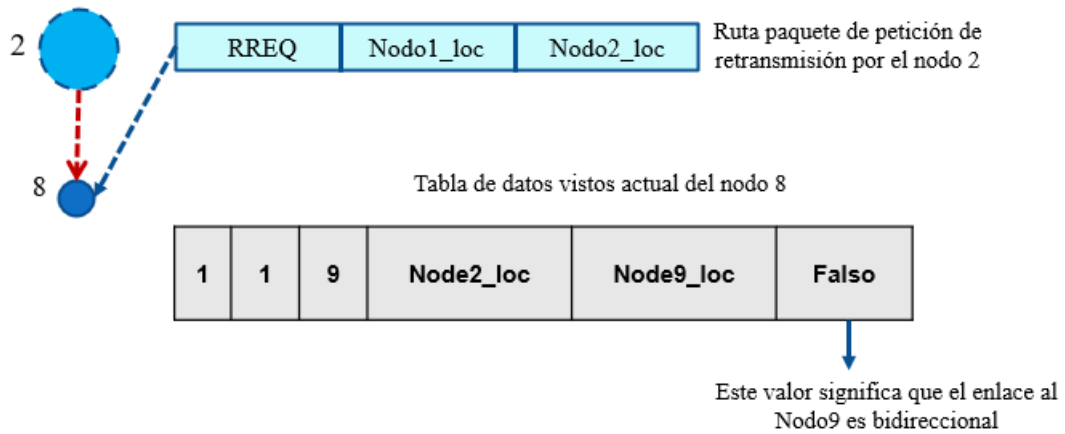 2
RREQ Nodo1_loc Nodo2_loc
Ruta paquete de petición de
retransmisión por el nodo 2
8
Tabla de datos vistos actual del nodo 8
1 1 9 Node2_loc Node9_loc Falso
Este valor significa que el enlace al
Nodo9 es bidireccional